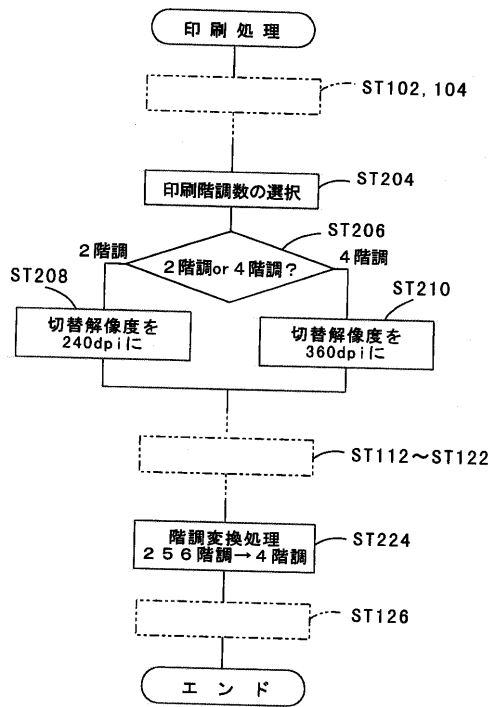 印刷処理
ST102, 104
印刷階調数の選択
ST204
ST206
2階調
2階調or4階調？
4階調
ST208
ST210
切替解像度を
240dpiに
切替解像度を
360dpiに
ST112～ST122
階調変換処理
256階調→4階調
ST224
ST126
エンド